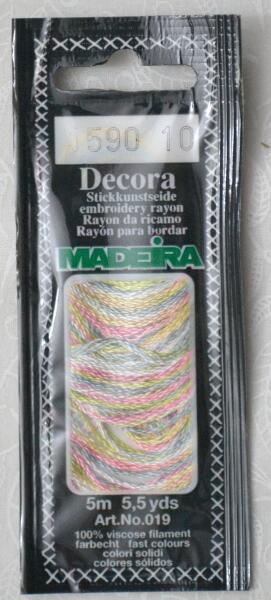 1590 10
Decora
Stickkunstseide
embroidery rayon
Rayon da ricamo
Rayón para bordar
MADEIRA
5m 5,5 yds
Art.No.019
100% viscose filament
farbecht fast colours
colori solidi
colores sólidos